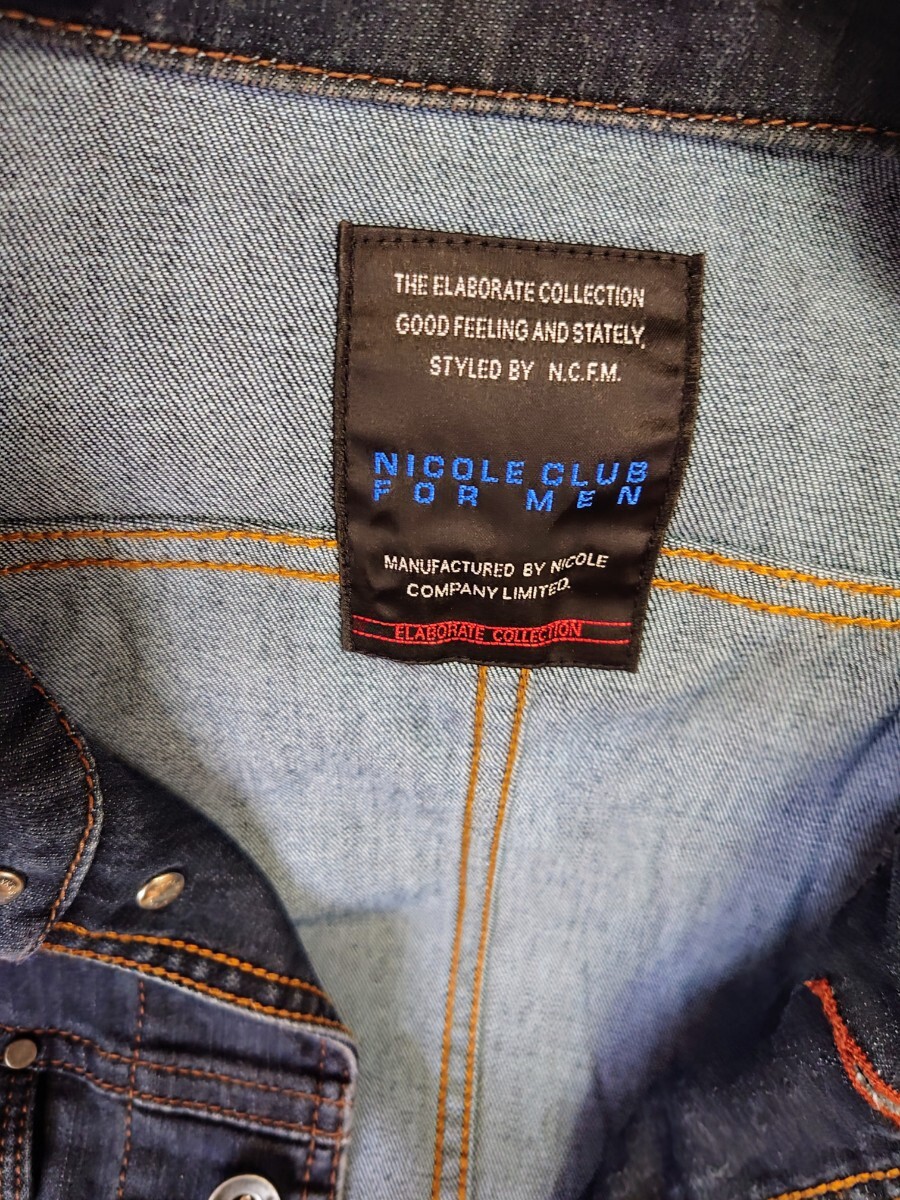 THE ELABORATE COLLECTION
GOOD FEELING AND STATELY,
STYLED BY N.C.F.M.
NICOLE CLUB
FOR MEN
MANUFACTURED BY NICOLE
COMPANY LIMITED.
ELABORATE COLLECTION